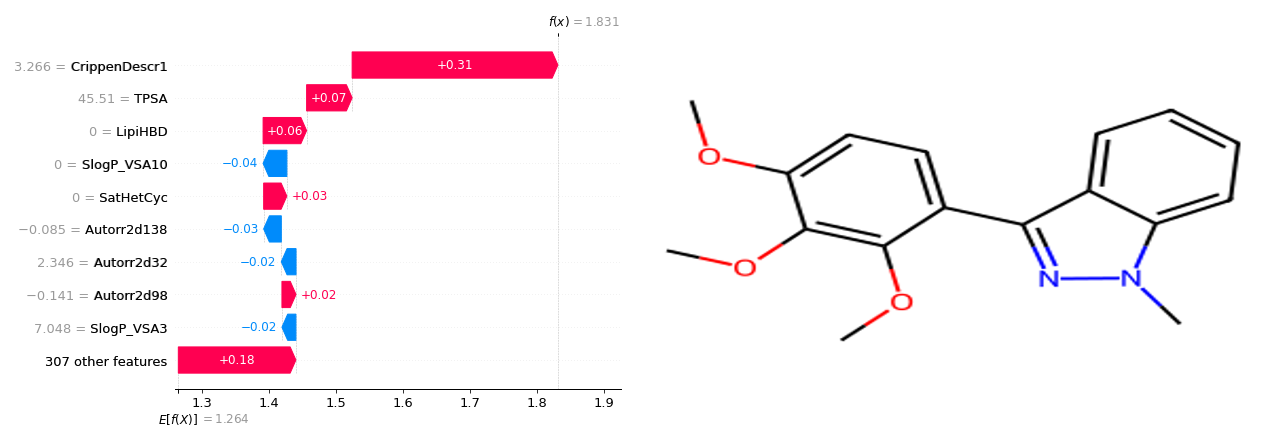 f(x) = 1.831
3.266 = CrippenDescr1
+0.31
45.51 = TPSA
+0.07
0 = LipiHBD
+0.06
0 = SlogP_VSA10
−0.04
0 = SatHetCyc
+0.03
−0.085 = Autorr2d138
−0.03
2.346 = Autorr2d32
−0.02
−0.141 = Autorr2d98
+0.02
7.048 = SlogP_VSA3
−0.02
307 other features
+0.18
1.3 1.4 1.5 1.6 1.7 1.8 1.9
E[f(X)] = 1.264
O
O
O
N
N